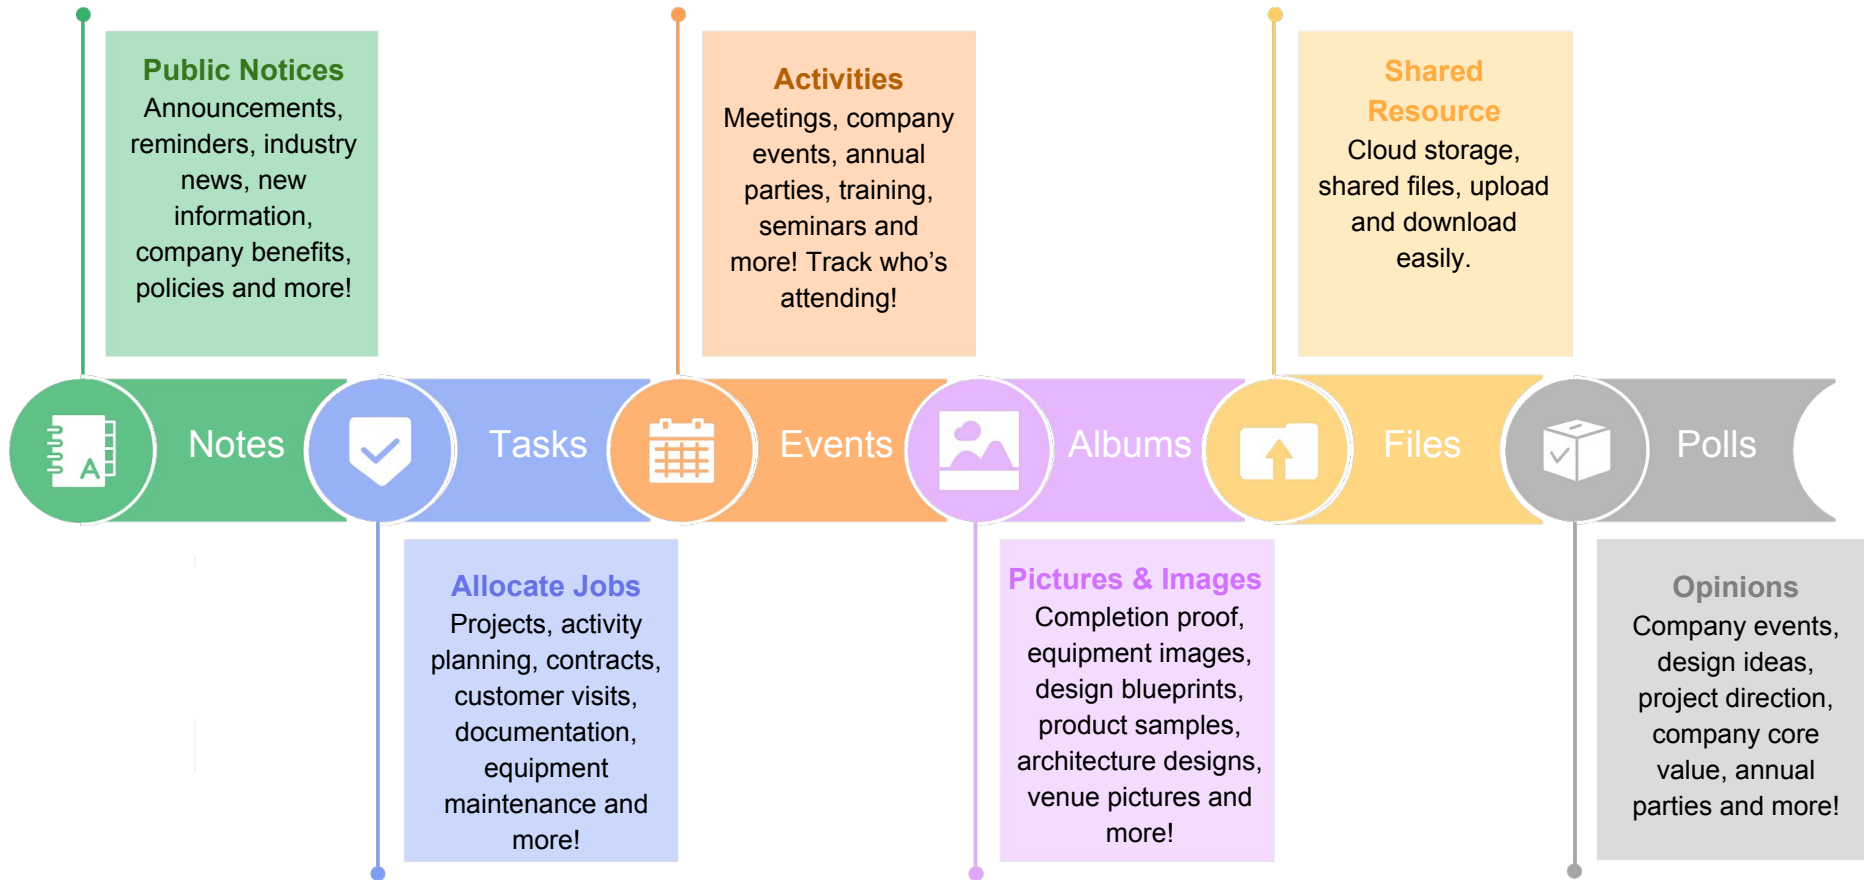 Public Notices
Announcements,
reminders, industry
news, new
information,
company benefits,
policies and more!
Activities
Meetings, company
events, annual
parties, training,
seminars and
more! Track who’s
attending!
Shared
Resource
Cloud storage,
shared files, upload
and download
easily.
A
Notes
Tasks
Events
Albums
Files
Polls
Allocate Jobs
Projects, activity
planning, contracts,
customer visits,
documentation,
equipment
maintenance and
more!
Pictures & Images
Completion proof,
equipment images,
design blueprints,
product samples,
architecture designs,
venue pictures and
more!
Opinions
Company events,
design ideas,
project direction,
company core
value, annual
parties and more!